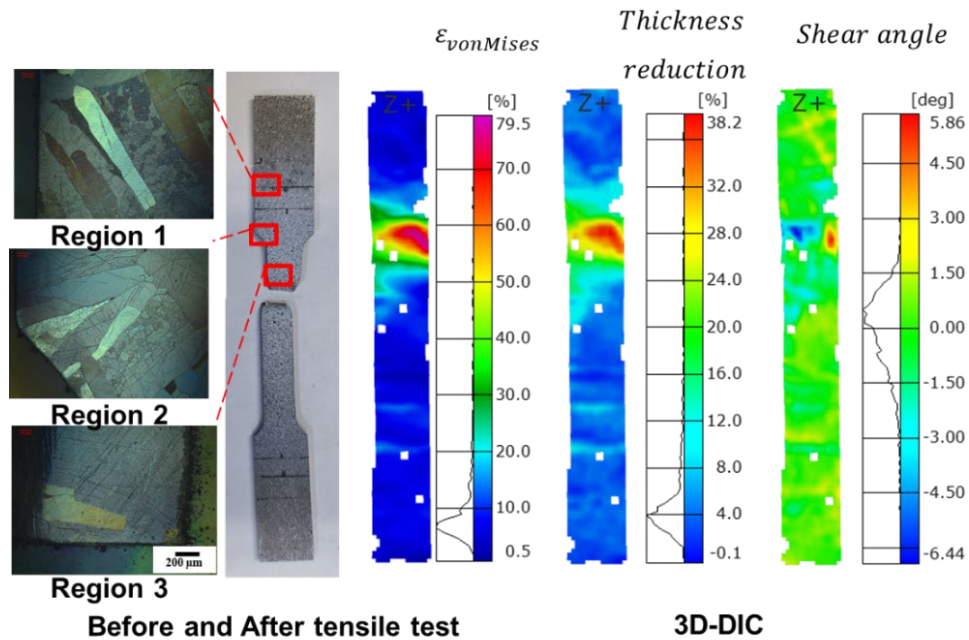 ε_vonMises
Thickness
reduction
Shear angle
Z+
[%]
79.5
70.0
60.0
50.0
40.0
30.0
20.0
10.0
0.5
Z+
[%]
38.2
32.0
28.0
24.0
20.0
16.0
12.0
8.0
4.0
-0.1
Z+
[deg]
5.86
4.50
3.00
1.50
0.00
-1.50
-3.00
-4.50
-6.44
Region 1
Region 2
200 μm
Region 3
Before and After tensile test
3D-DIC